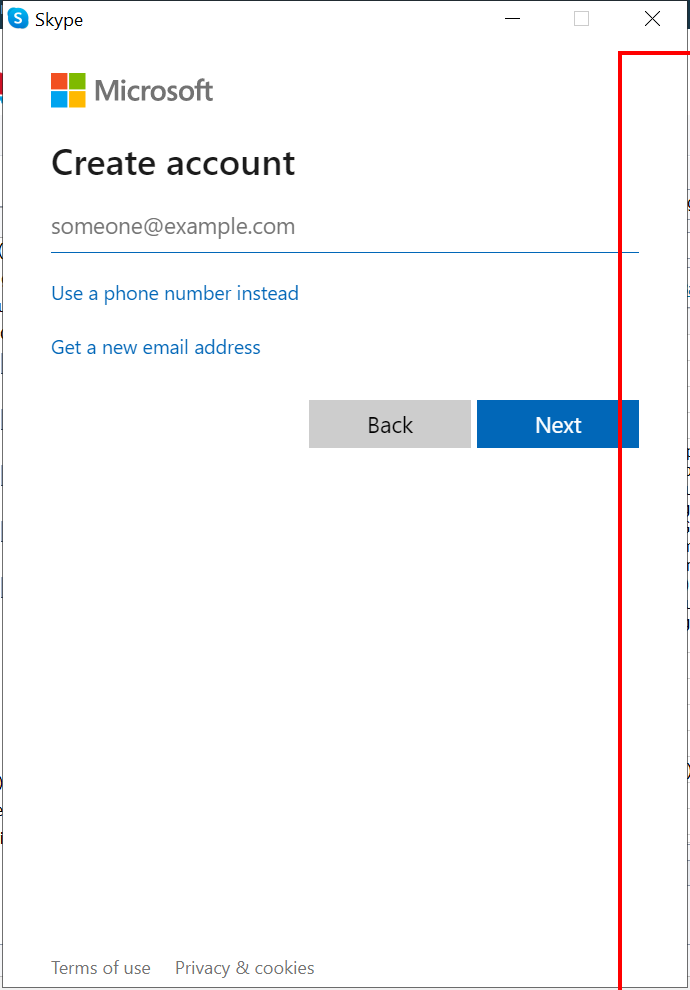 Skype
Microsoft
Create account
someone@example.com
Use a phone number instead
Get a new email address
Back Next
Terms of use Privacy & cookies